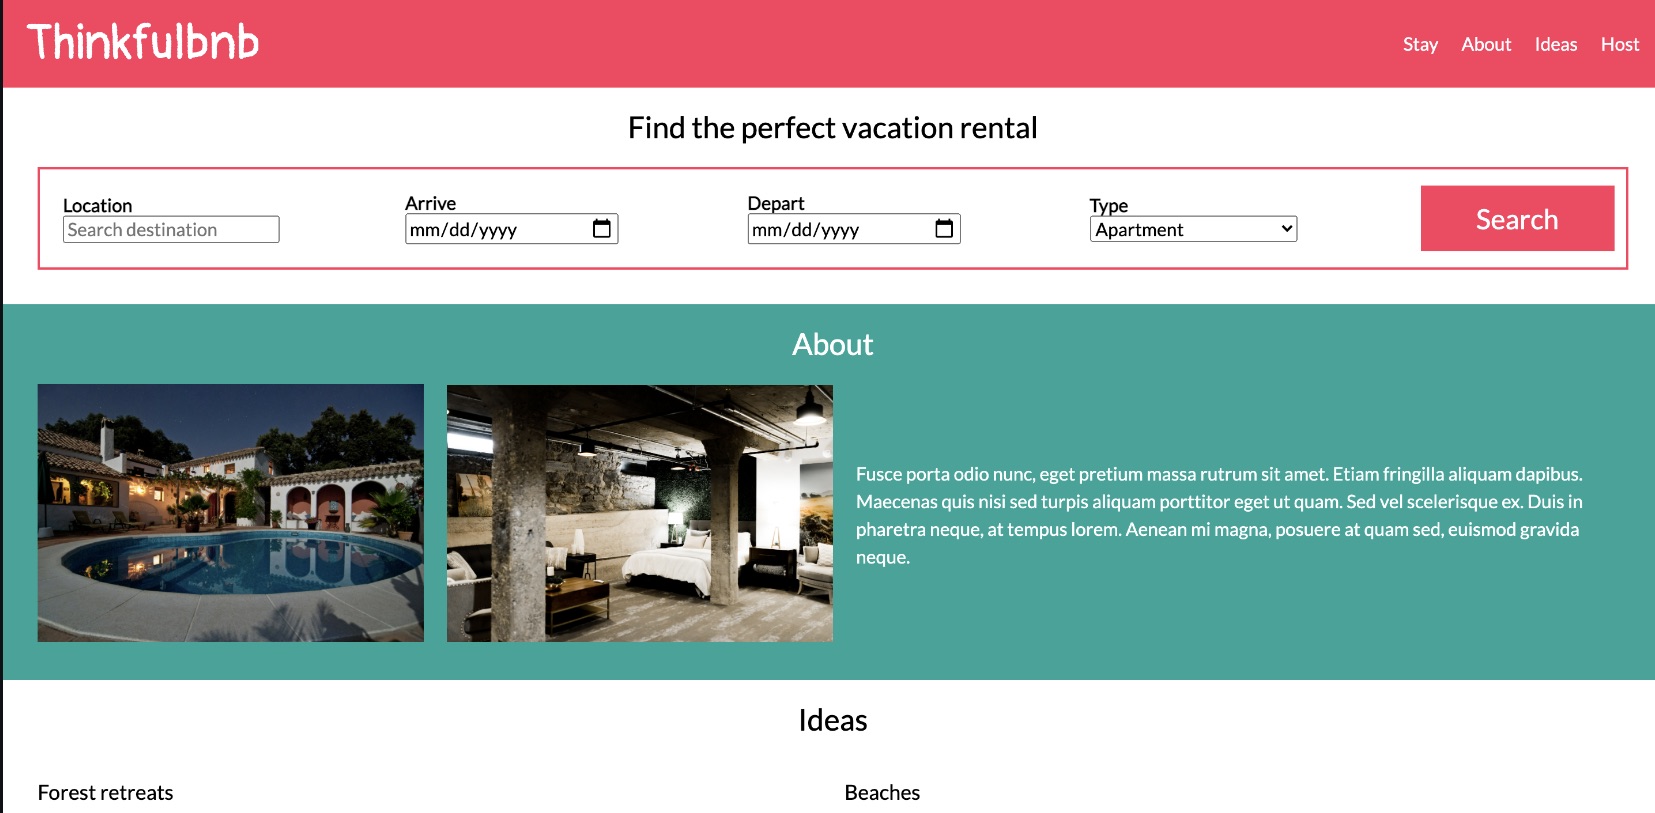 Thinkfulbnb
Stay About Ideas Host
Find the perfect vacation rental
Location
Search destination
Arrive
mm/dd/yyyy
Depart
mm/dd/yyyy
Type
Apartment
Search
About
Fusce porta odio nunc, eget pretium massa rutrum sit amet. Etiam fringilla aliquam dapibus.
Maecenas quis nisi sed turpis aliquam porttitor eget ut quam. Sed vel scelerisque ex. Duis in
pharetra neque, at tempus lorem. Aenean mi magna, posuere at quam sed, euismod gravida
neque.
Ideas
Forest retreats
Beaches